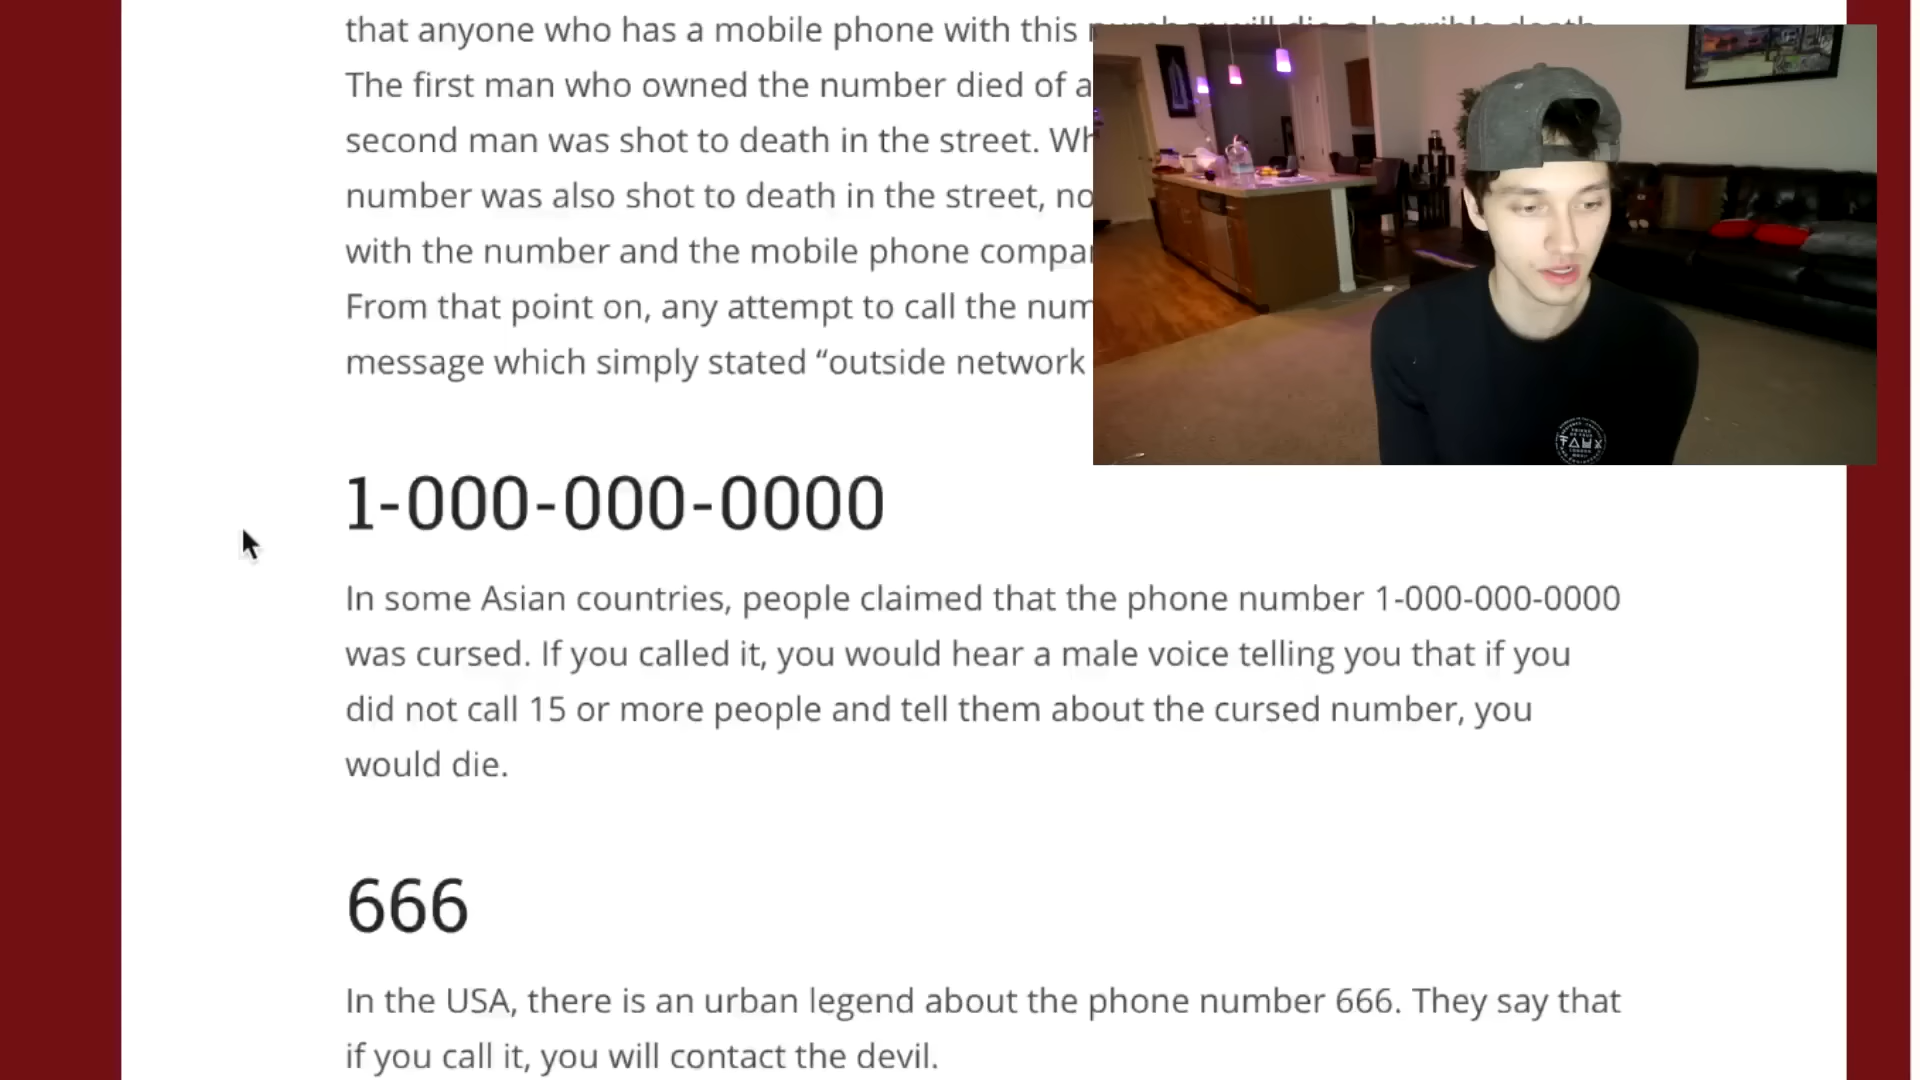 that anyone who has a mobile phone with this number will die a horrible death.
The first man who owned the number died of a
second man was shot to death in the street. Wh
number was also shot to death in the street, no
with the number and the mobile phone compa
From that point on, any attempt to call the num
message which simply stated “outside network
1-000-000-0000
In some Asian countries, people claimed that the phone number 1-000-000-0000
was cursed. If you called it, you would hear a male voice telling you that if you
did not call 15 or more people and tell them about the cursed number, you
would die.
666
In the USA, there is an urban legend about the phone number 666. They say that
if you call it, you will contact the devil.